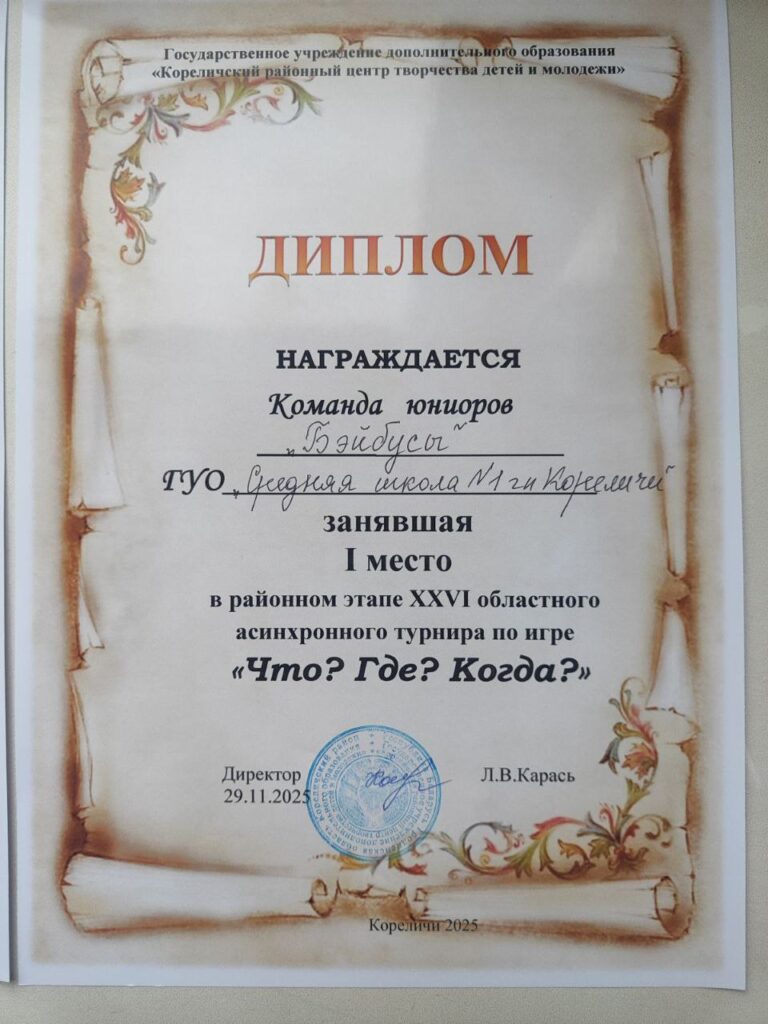 Государственное учреждение дополнительного образования
«Кореличский районный центр творчества детей и молодежи»
ДИПЛОМ
НАГРАЖДАЕТСЯ
Команда юниоров
„Бэйбусы"
ГУО „Средняя школа №1 гп Кореличи"
занявшая
I место
в районном этапе XXVI областного
асинхронного турнира по игре
«Что? Где? Когда?»
Директор Л.В.Карась
29.11.2025
Кореличи 2025